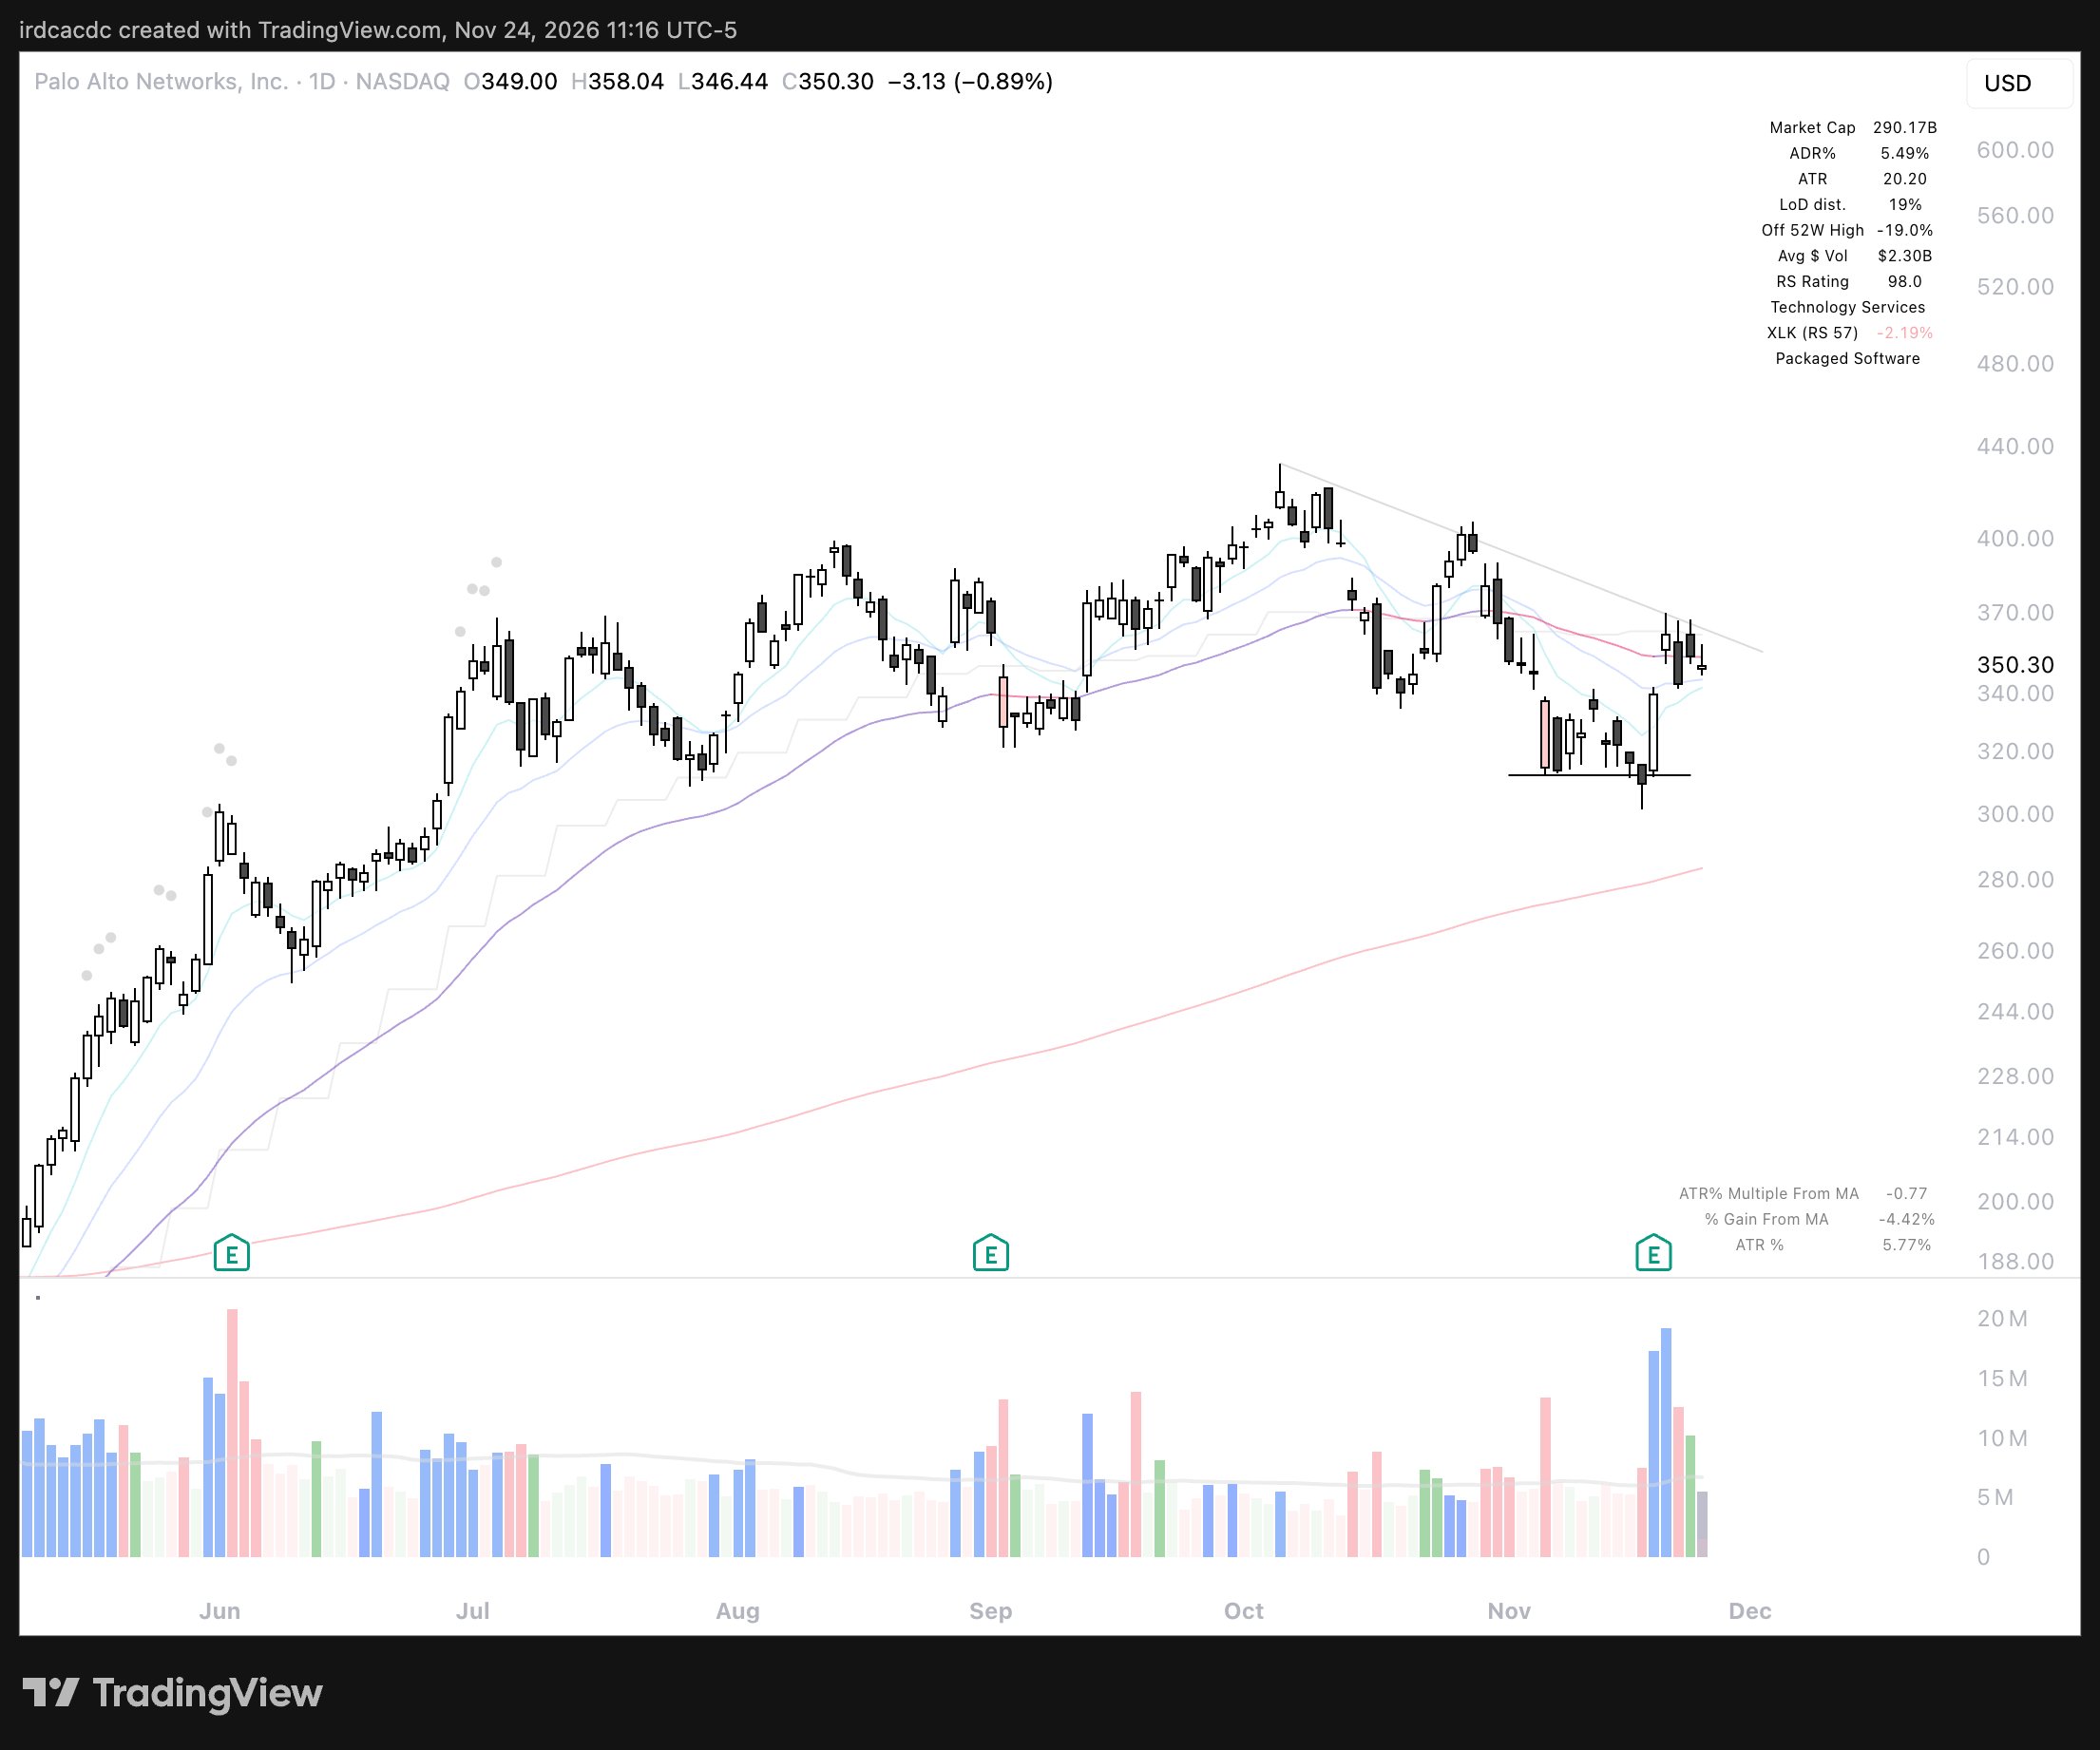 irdcacdc created with TradingView.com, Nov 24, 2026 11:16 UTC-5
Palo Alto Networks, Inc. · 1D · NASDAQ O349.00 H358.04 L346.44 C350.30 −3.13 (−0.89%)
USD
Market Cap 290.17B
ADR% 5.49%
ATR 20.20
LoD dist. 19%
Off 52W High -19.0%
Avg $ Vol $2.30B
RS Rating 98.0
Technology Services
XLK (RS 57) -2.19%
Packaged Software
600.00
560.00
520.00
480.00
440.00
400.00
370.00
350.30
340.00
320.00
300.00
280.00
260.00
244.00
228.00
214.00
200.00
188.00
ATR% Multiple From MA -0.77
% Gain From MA -4.42%
ATR % 5.77%
E E E
20 M
15 M
10 M
5 M
0
Jun Jul Aug Sep Oct Nov Dec
TradingView